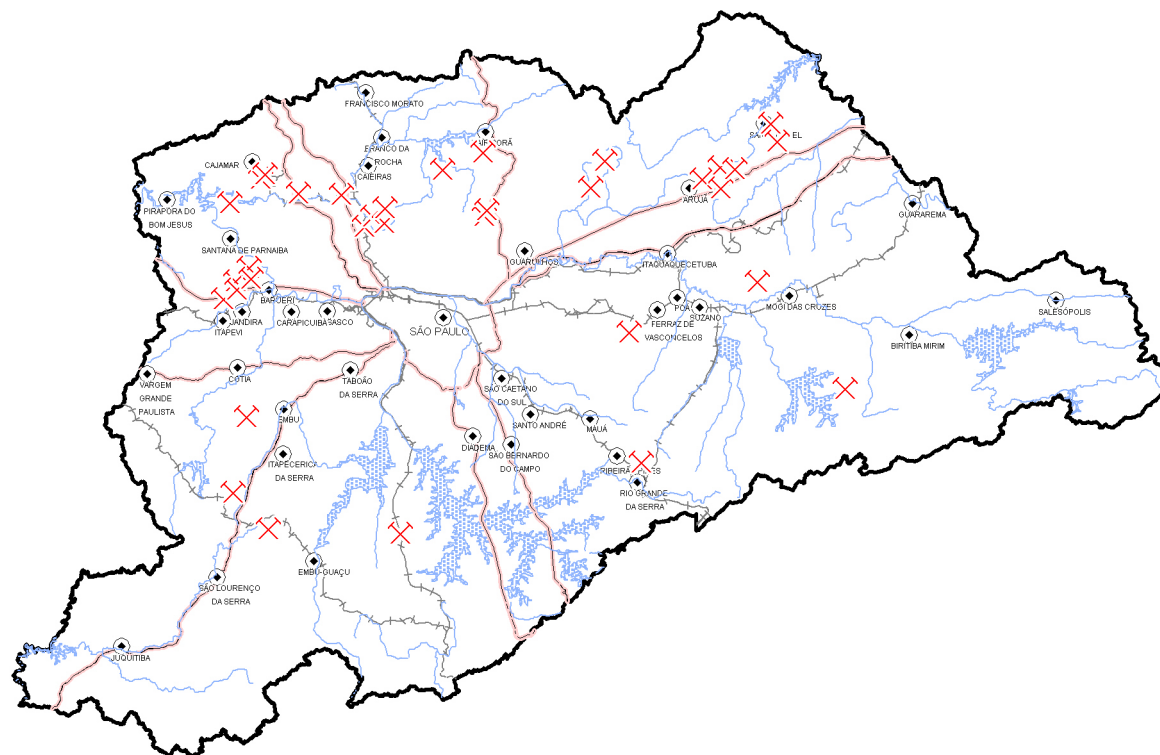 FRANCISCO MORATO
FRANCO DA
ROCHA
CAIEIRAS
CAJAMAR
PIRAPORA DO
BOM JESUS
SANTANA DE PARNAIBA
ARUJÁ
GUARAREMA
GUARULHOS
ITAQUAQUECETUBA
BARUERI
JANDIRA
ITAPEVI
CARAPICUIBA
OSASCO
SÃO PAULO
FERRAZ DE
VASCONCELOS
SUZANO
MOGI DAS CRUZES
SALESÓPOLIS
BIRITIBA MIRIM
VARGEM
GRANDE
PAULISTA
COTIA
TABOÃO
DA SERRA
SÃO CAETANO
DO SUL
EMBU
SANTO ANDRÉ
MAUÁ
DIADEMA
SÃO BERNARDO
DO CAMPO
ITAPECERICA
DA SERRA
RIO GRANDE
DA SERRA
EMBU-GUAÇU
SÃO LOURENÇO
DA SERRA
JUQUITIBA